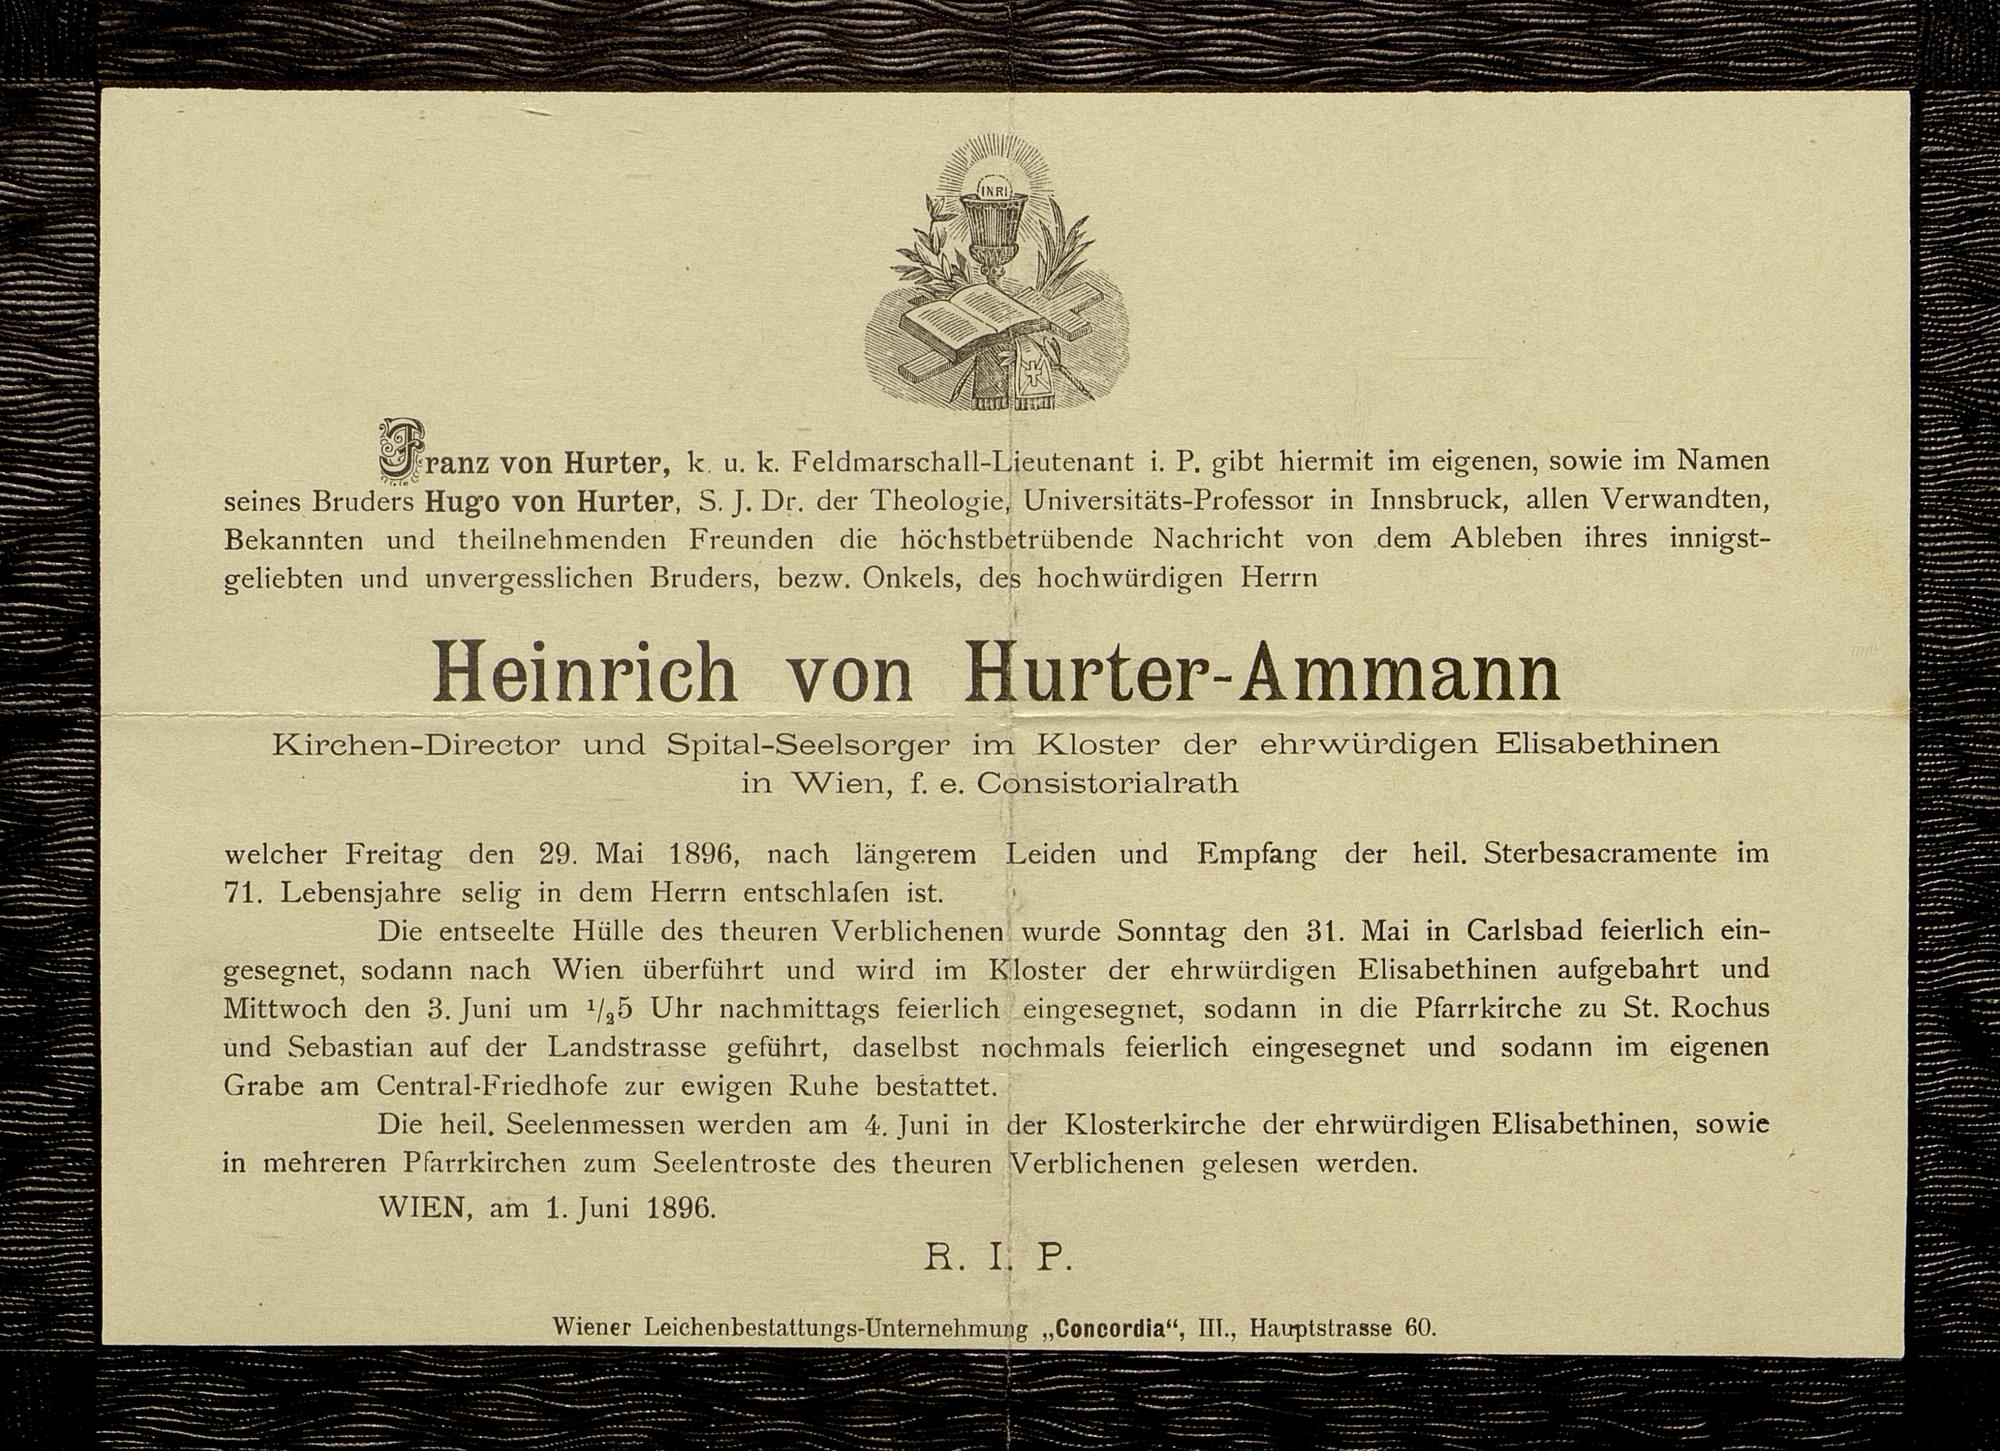 INRI
Franz von Hurter, k. u. k. Feldmarschall-Lieutenant i. P. gibt hiermit im eigenen, sowie im Namen
seines Bruders Hugo von Hurter, S. J. Dr. der Theologie, Universitäts-Professor in Innsbruck, allen Verwandten,
Bekannten und theilnehmenden Freunden die höchstbetrübende Nachricht von dem Ableben ihres innigst-
geliebten und unvergesslichen Bruders, bezw. Onkels, des hochwürdigen Herrn
Heinrich von Hurter-Ammann
Kirchen-Director und Spital-Seelsorger im Kloster der ehrwürdigen Elisabethinen
in Wien, f. e. Consistorialrath
welcher Freitag den 29. Mai 1896, nach längerem Leiden und Empfang der heil. Sterbesacramente im
71. Lebensjahre selig in dem Herrn entschlafen ist.
Die entseelte Hülle des theuren Verblichenen wurde Sonntag den 31. Mai in Carlsbad feierlich ein-
gesegnet, sodann nach Wien überführt und wird im Kloster der ehrwürdigen Elisabethinen aufgebahrt und
Mittwoch den 3. Juni um 1/25 Uhr nachmittags feierlich eingesegnet, sodann in die Pfarrkirche zu St. Rochus
und Sebastian auf der Landstrasse geführt, daselbst nochmals feierlich eingesegnet und sodann im eigenen
Grabe am Central-Friedhofe zur ewigen Ruhe bestattet.
Die heil. Seelenmessen werden am 4. Juni in der Klosterkirche der ehrwürdigen Elisabethinen, sowie
in mehreren Pfarrkirchen zum Seelentroste des theuren Verblichenen gelesen werden.
WIEN, am 1. Juni 1896.
R. I. P.
Wiener Leichenbestattungs-Unternehmung „Concordia“, III., Hauptstrasse 60.